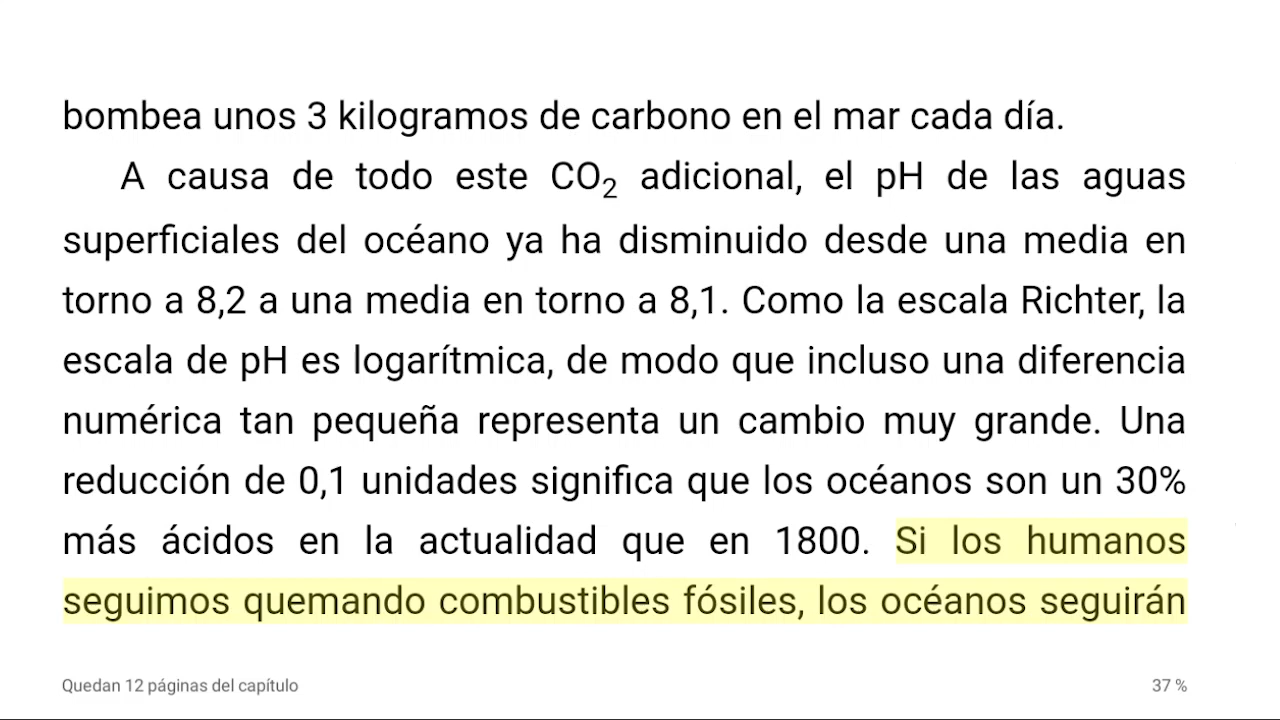 bombea unos 3 kilogramos de carbono en el mar cada día.
A causa de todo este CO₂ adicional, el pH de las aguas
superficiales del océano ya ha disminuido desde una media en
torno a 8,2 a una media en torno a 8,1. Como la escala Richter, la
escala de pH es logarítmica, de modo que incluso una diferencia
numérica tan pequeña representa un cambio muy grande. Una
reducción de 0,1 unidades significa que los océanos son un 30%
más ácidos en la actualidad que en 1800. Si los humanos
seguimos quemando combustibles fósiles, los océanos seguirán
Quedan 12 páginas del capítulo
37 %